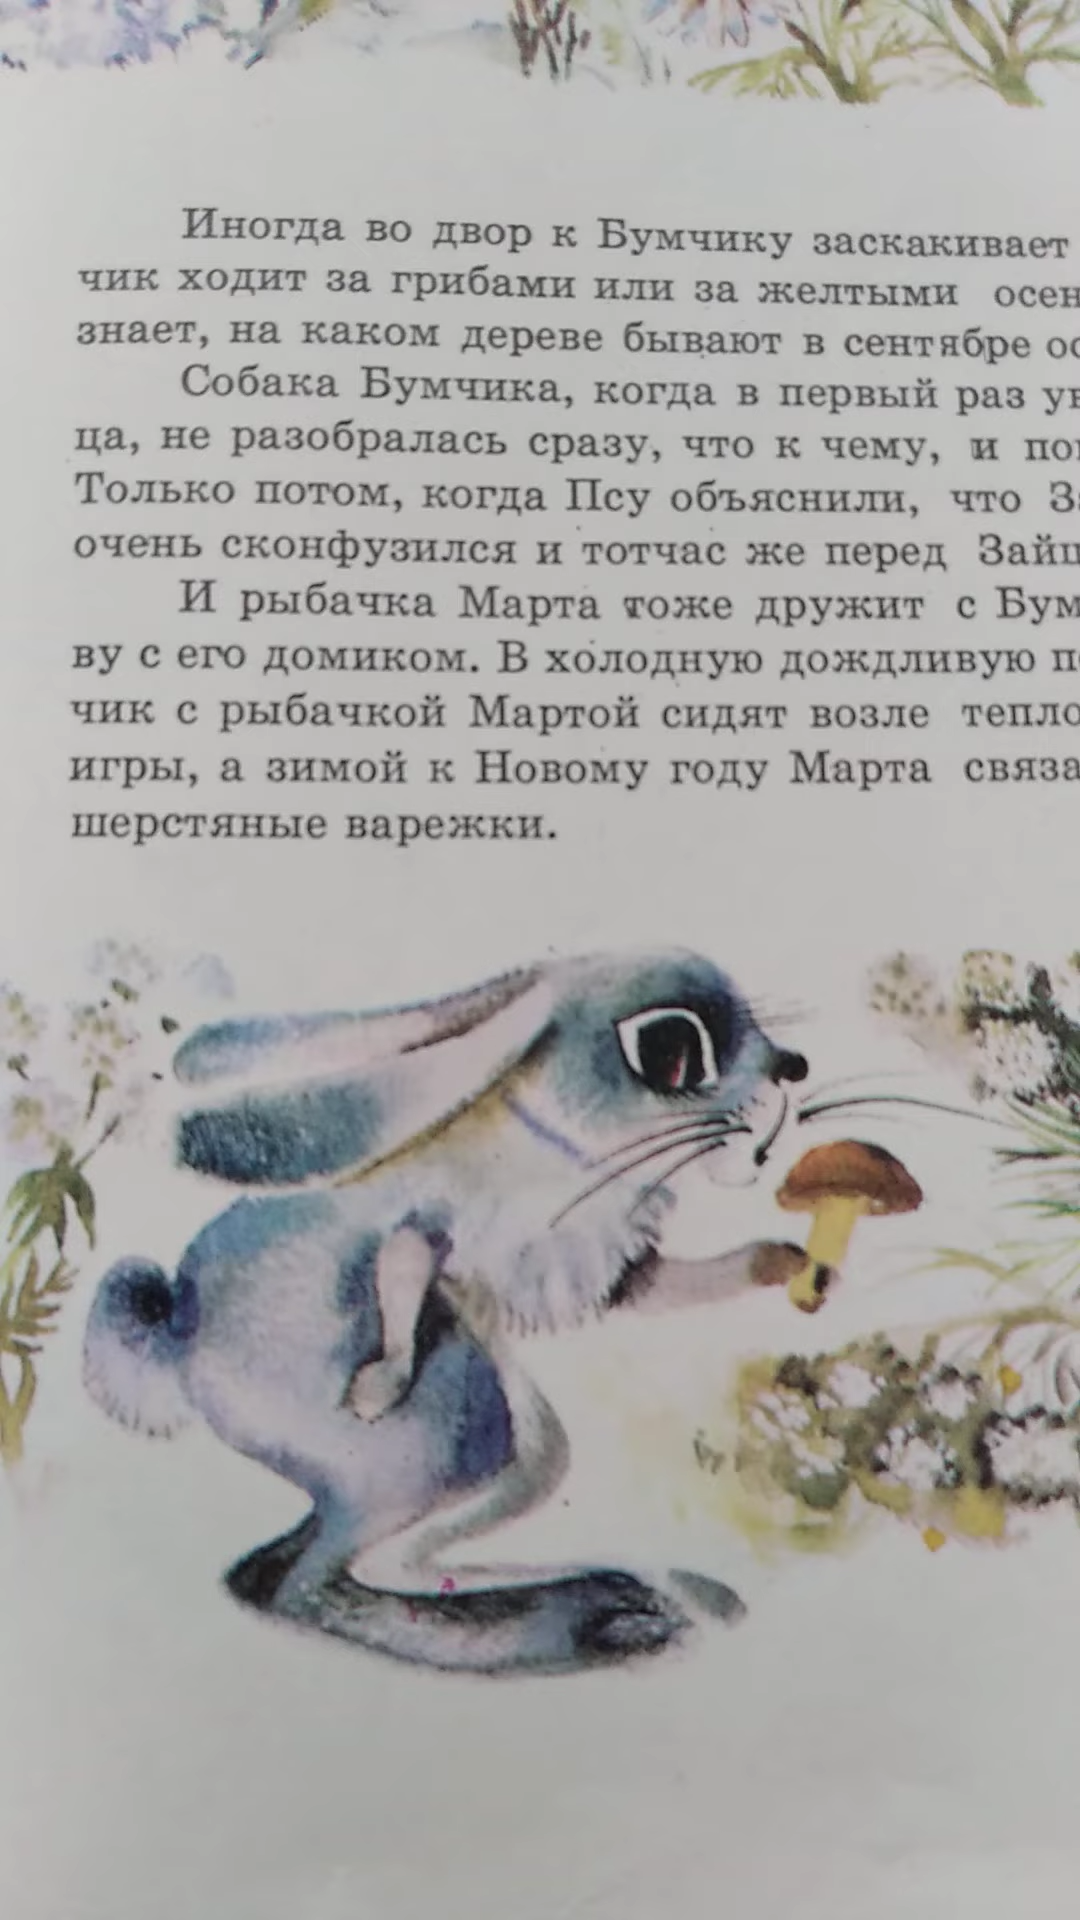 Иногда во двор к Бумчику заскакивает
чик ходит за грибами или за желтыми
знает, на каком дереве бывают в сентябре
Собака Бумчика, когда в первый раз
ца, не разобралась сразу, что к чему, и
Только потом, когда Псу объяснили, что
очень сконфузился и тотчас же перед
И рыбачка Марта тоже дружит с
ву с его домиком. В холодную дождливую
чик с рыбачкой Мартой сидят возле
игры, а зимой к Новому году Марта
шерстяные варежки.